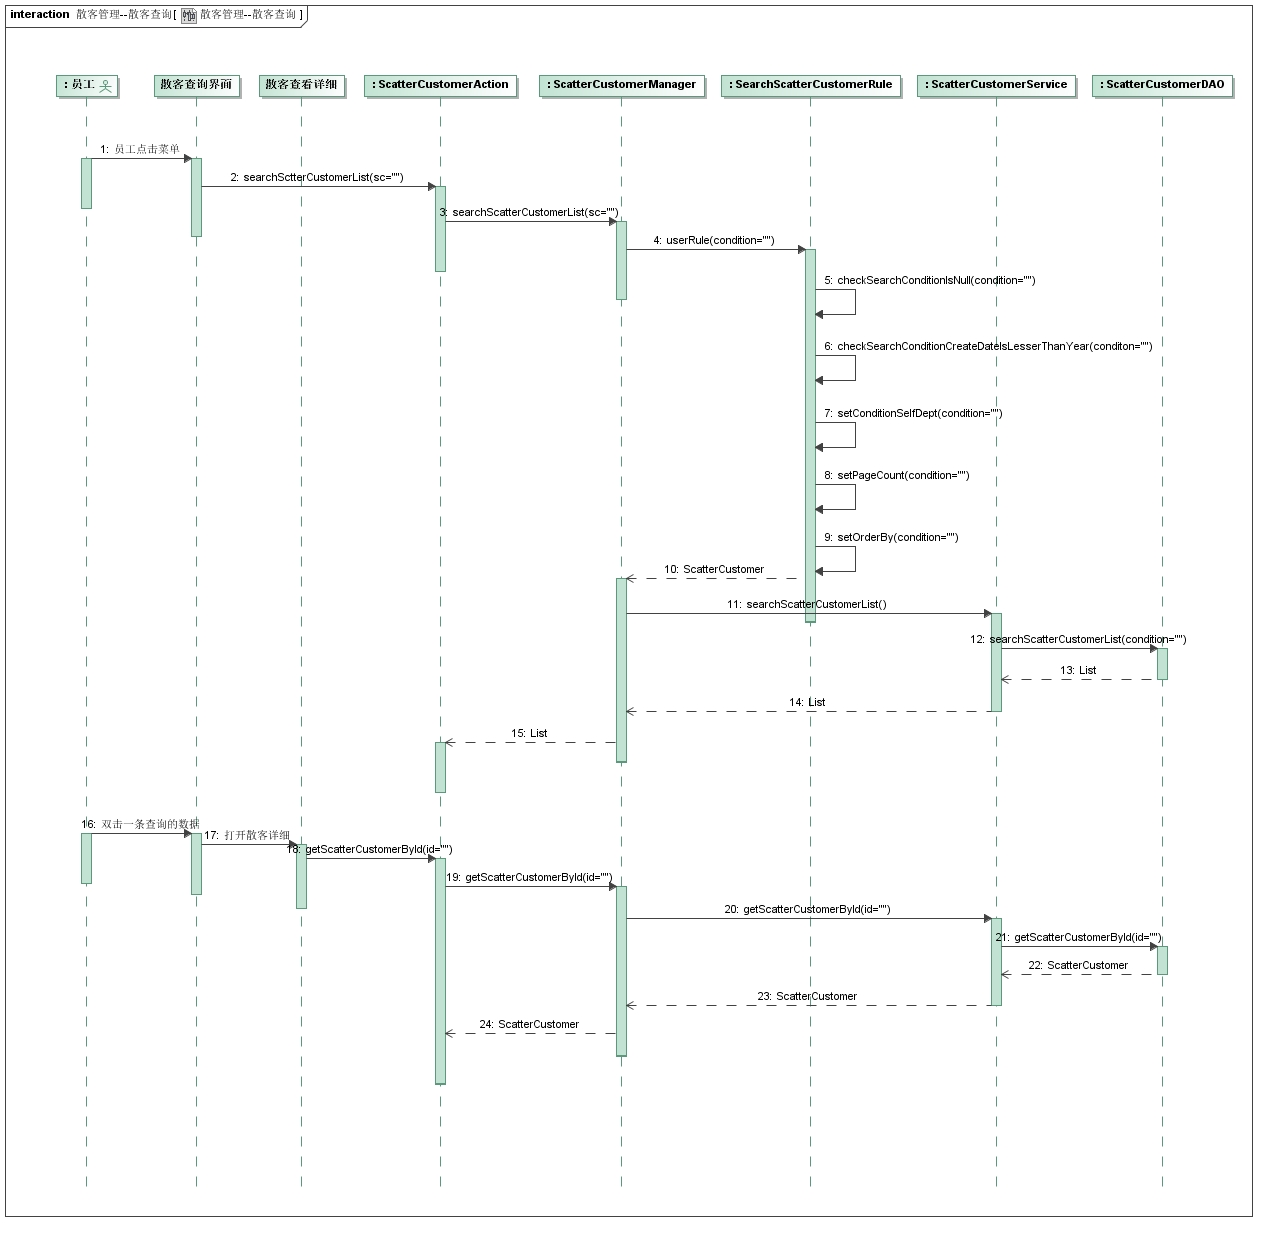 interaction 散客管理--散客查询[ 散客管理--散客查询 ]
: 员工
散客查询界面
散客查看详细
: ScatterCustomerAction
: ScatterCustomerManager
: SearchScatterCustomerRule
: ScatterCustomerService
: ScatterCustomerDAO
1: 员工点击菜单
2: searchSctterCustomerList(sc="")
3: searchScatterCustomerList(sc="")
4: userRule(condition="")
5: checkSearchConditionIsNull(condition="")
6: checkSearchConditionCreateDateIsLesserThanYear(conditon="")
7: setConditionSelfDept(condition="")
8: setPageCount(condition="")
9: setOrderBy(condition="")
10: ScatterCustomer
11: searchScatterCustomerList()
12: searchScatterCustomerList(condition="")
13: List
14: List
15: List
16: 双击一条查询的数据
17: 打开散客详细
18: getScatterCustomerById(id="")
19: getScatterCustomerById(id="")
20: getScatterCustomerById(id="")
21: getScatterCustomerById(id="")
22: ScatterCustomer
23: ScatterCustomer
24: ScatterCustomer